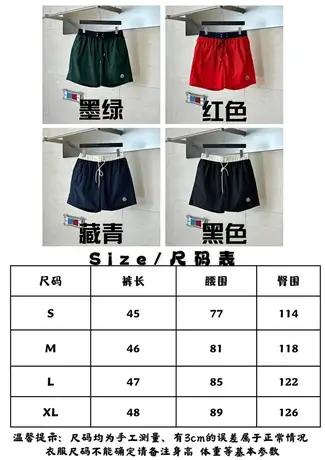 墨绿
红色
藏青
黑色
Size/尺码表
尺码 裤长 腰围 臀围
S 45 77 114
M 46 81 118
L 47 85 122
XL 48 89 126
温馨提示：尺码均为手工测量、有3cm的误差属于正常情况
衣服尺码不能确定请备注身高 体重等基本参数